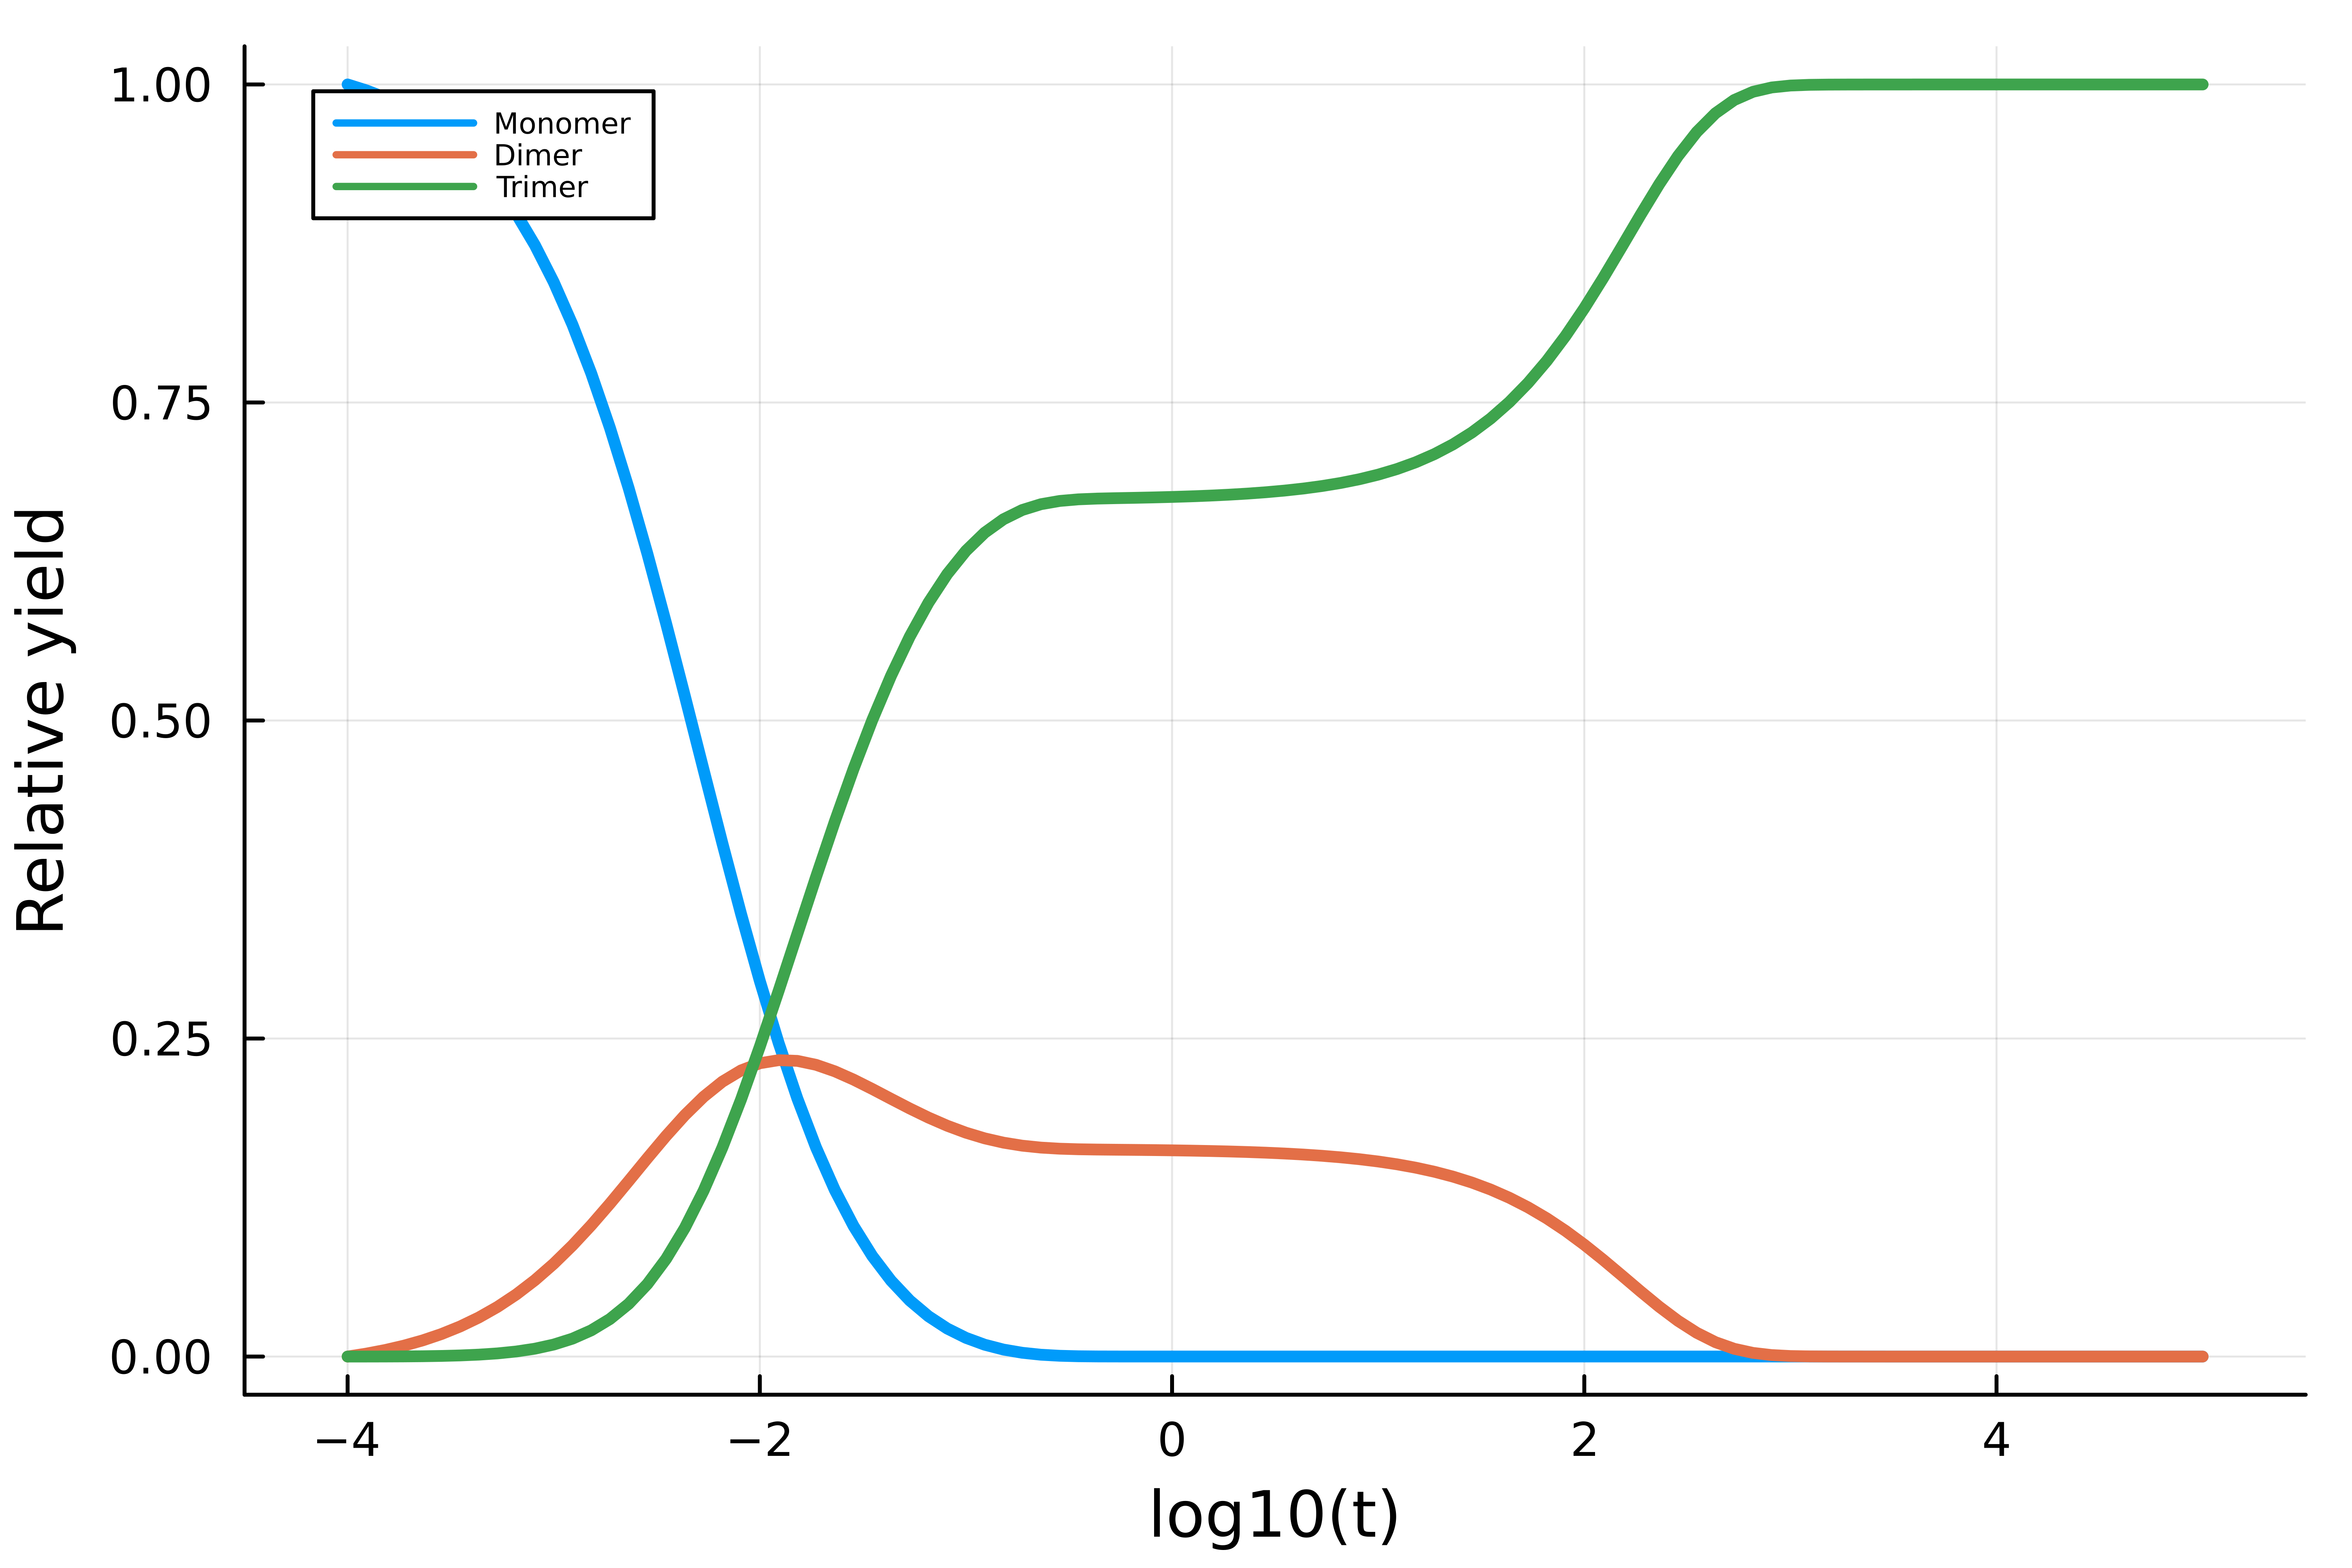 1.00
0.75
0.50
0.25
0.00
Relative yield
Monomer
Dimer
Trimer
−4 −2 0 2 4
log10(t)